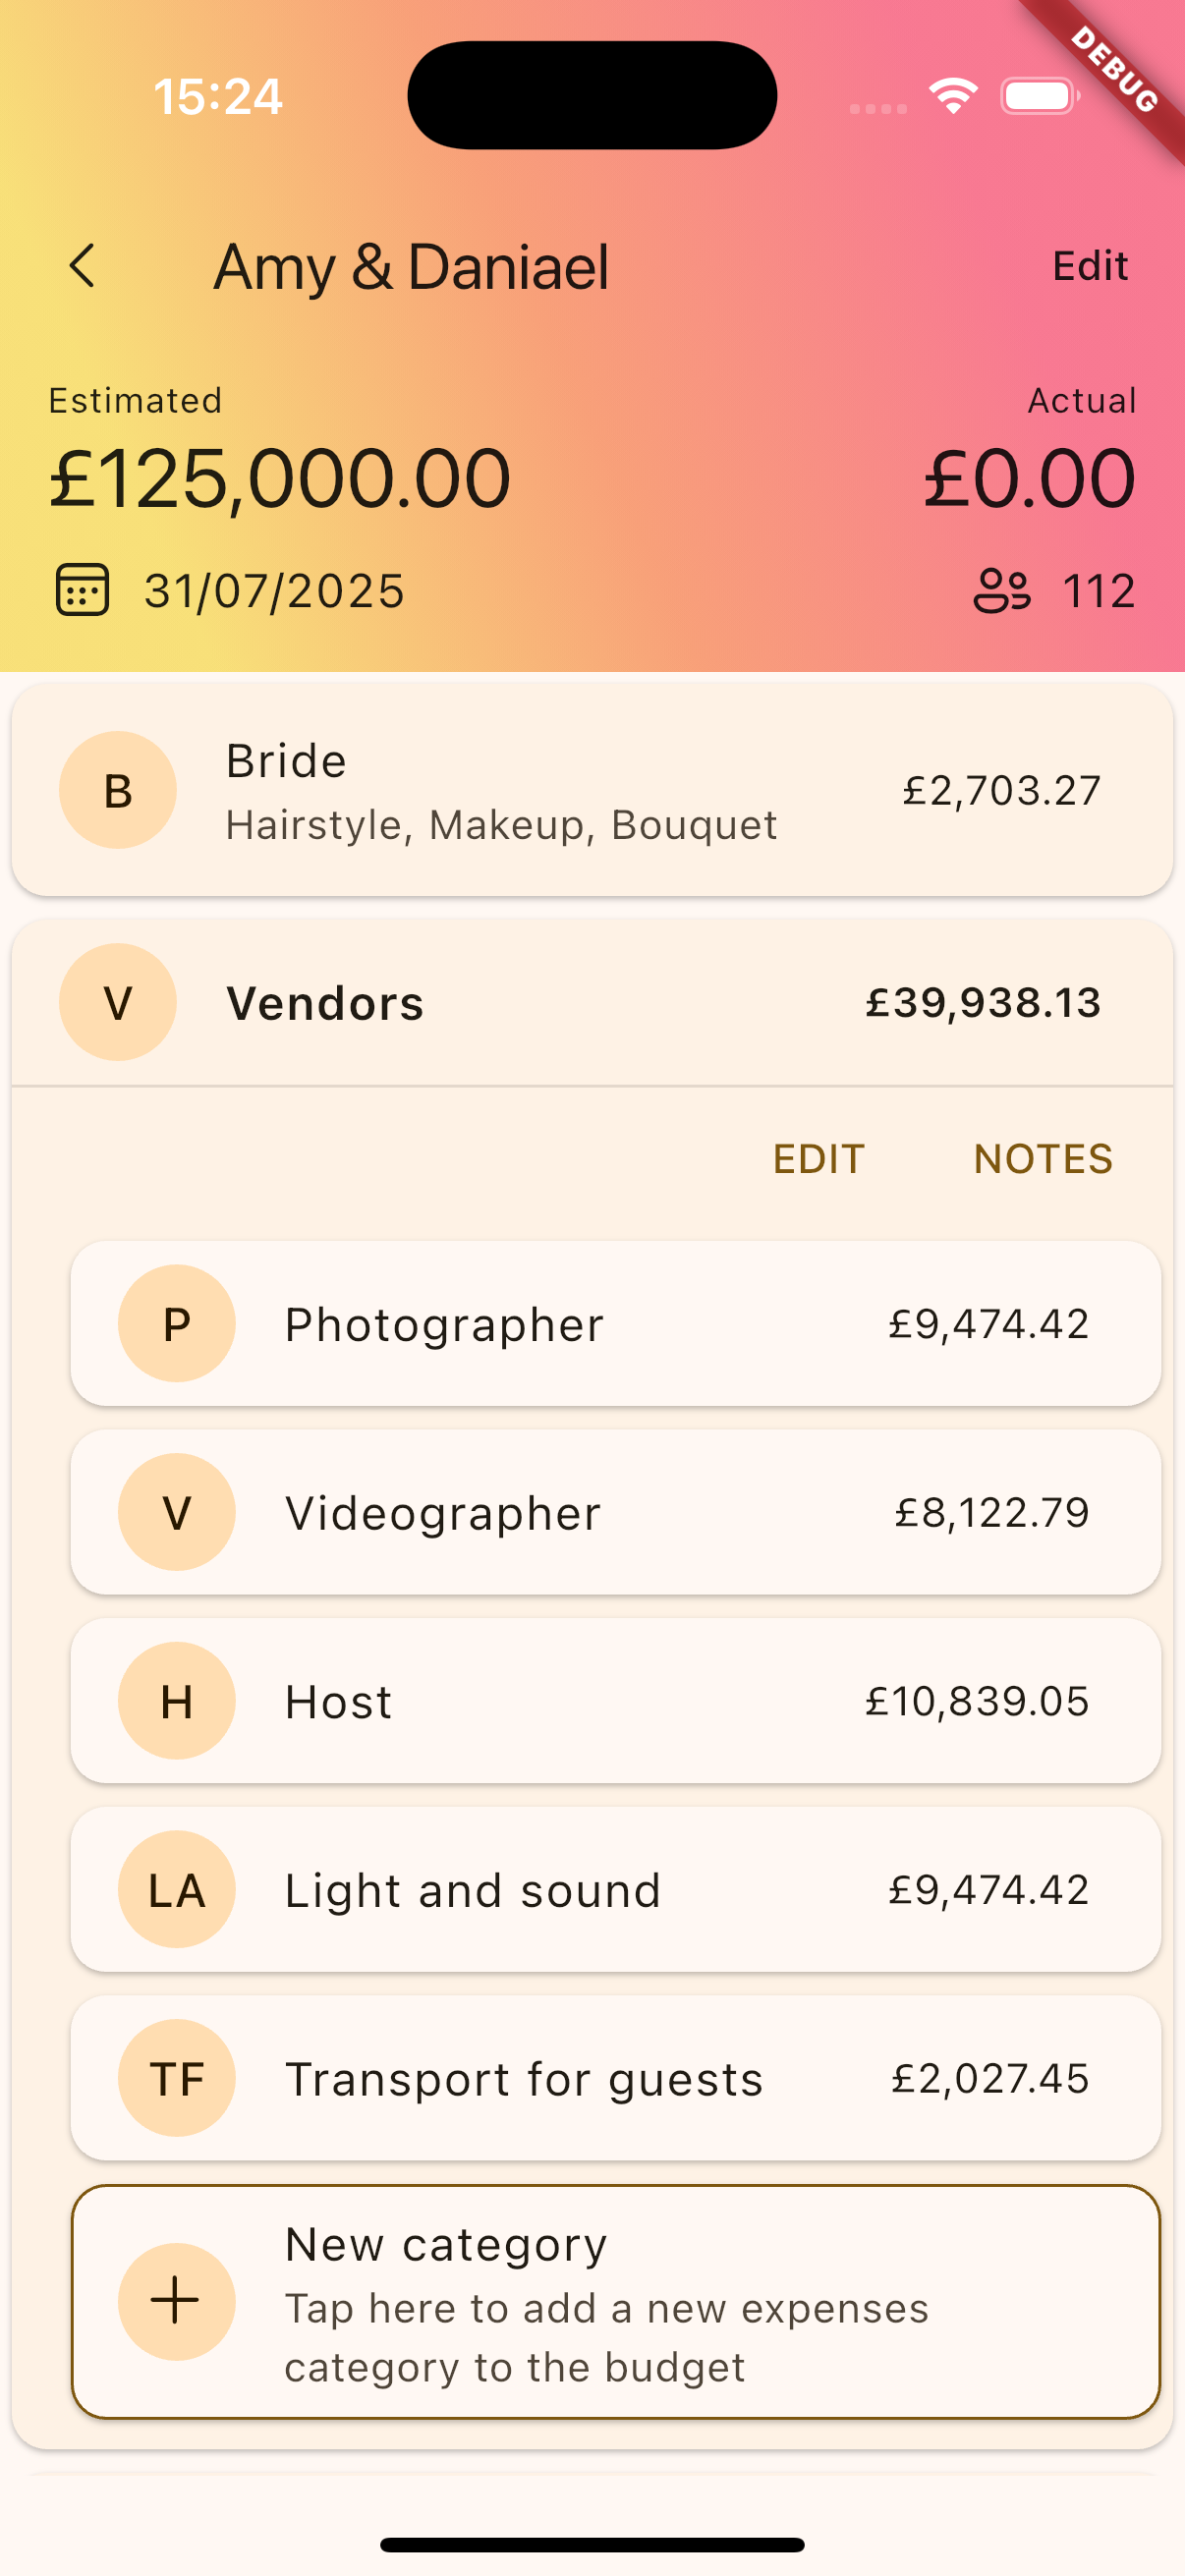 15:24
DEBUG
Amy & Daniael
Edit
Estimated
Actual
£125,000.00
£0.00
31/07/2025
112
B
Bride
Hairstyle, Makeup, Bouquet
£2,703.27
V
Vendors
£39,938.13
EDIT
NOTES
P
Photographer
£9,474.42
V
Videographer
£8,122.79
H
Host
£10,839.05
LA
Light and sound
£9,474.42
TF
Transport for guests
£2,027.45
New category
Tap here to add a new expenses
category to the budget